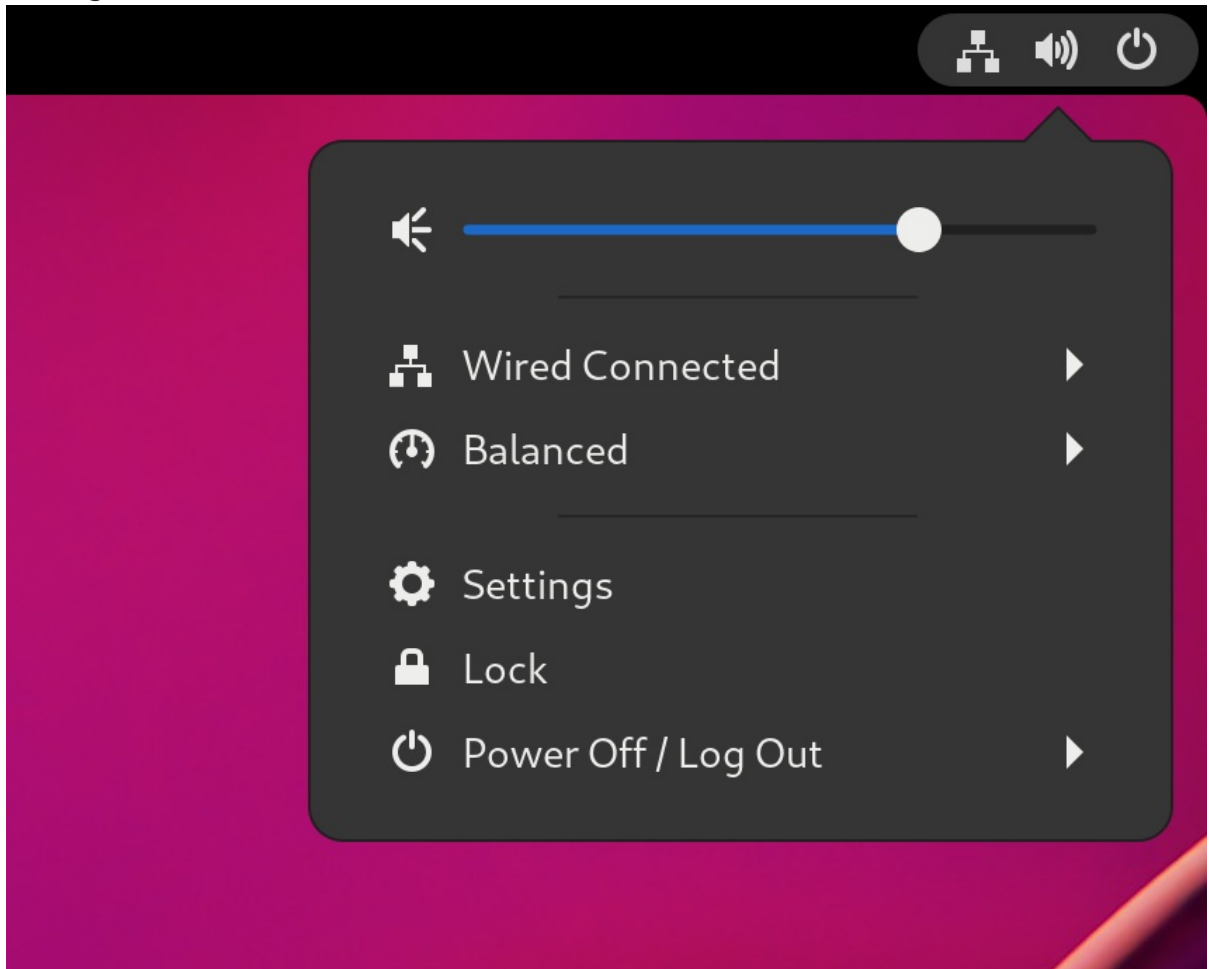 Wired Connected
Balanced
Settings
Lock
Power Off / Log Out